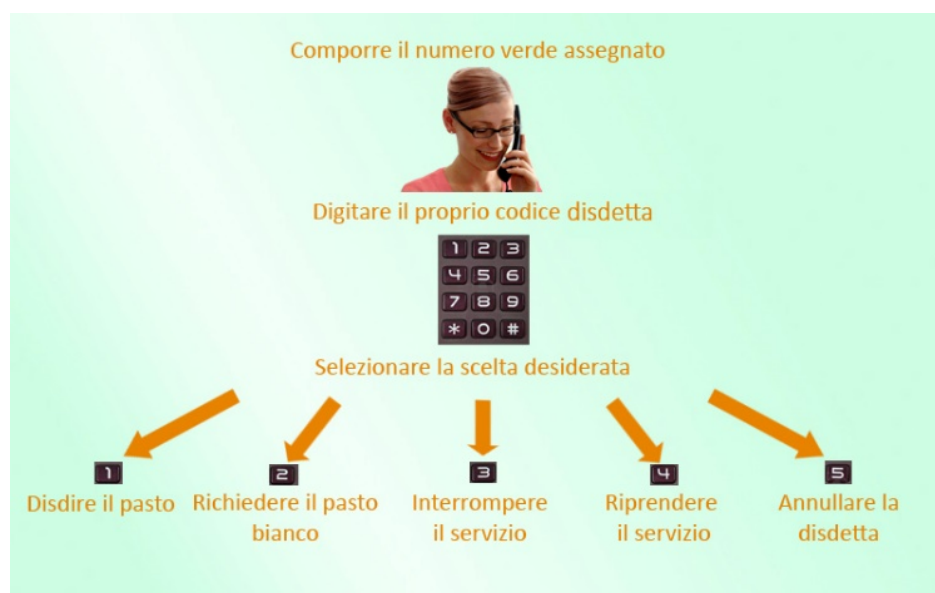 Comporre il numero verde assegnato
Digitare il proprio codice disdetta
1 2 3
4 5 6
7 8 9
* 0 #
Selezionare la scelta desiderata
1
Disdire il pasto
2
Richiedere il pasto
bianco
3
Interrompere
il servizio
4
Riprendere
il servizio
5
Annullare la
disdetta